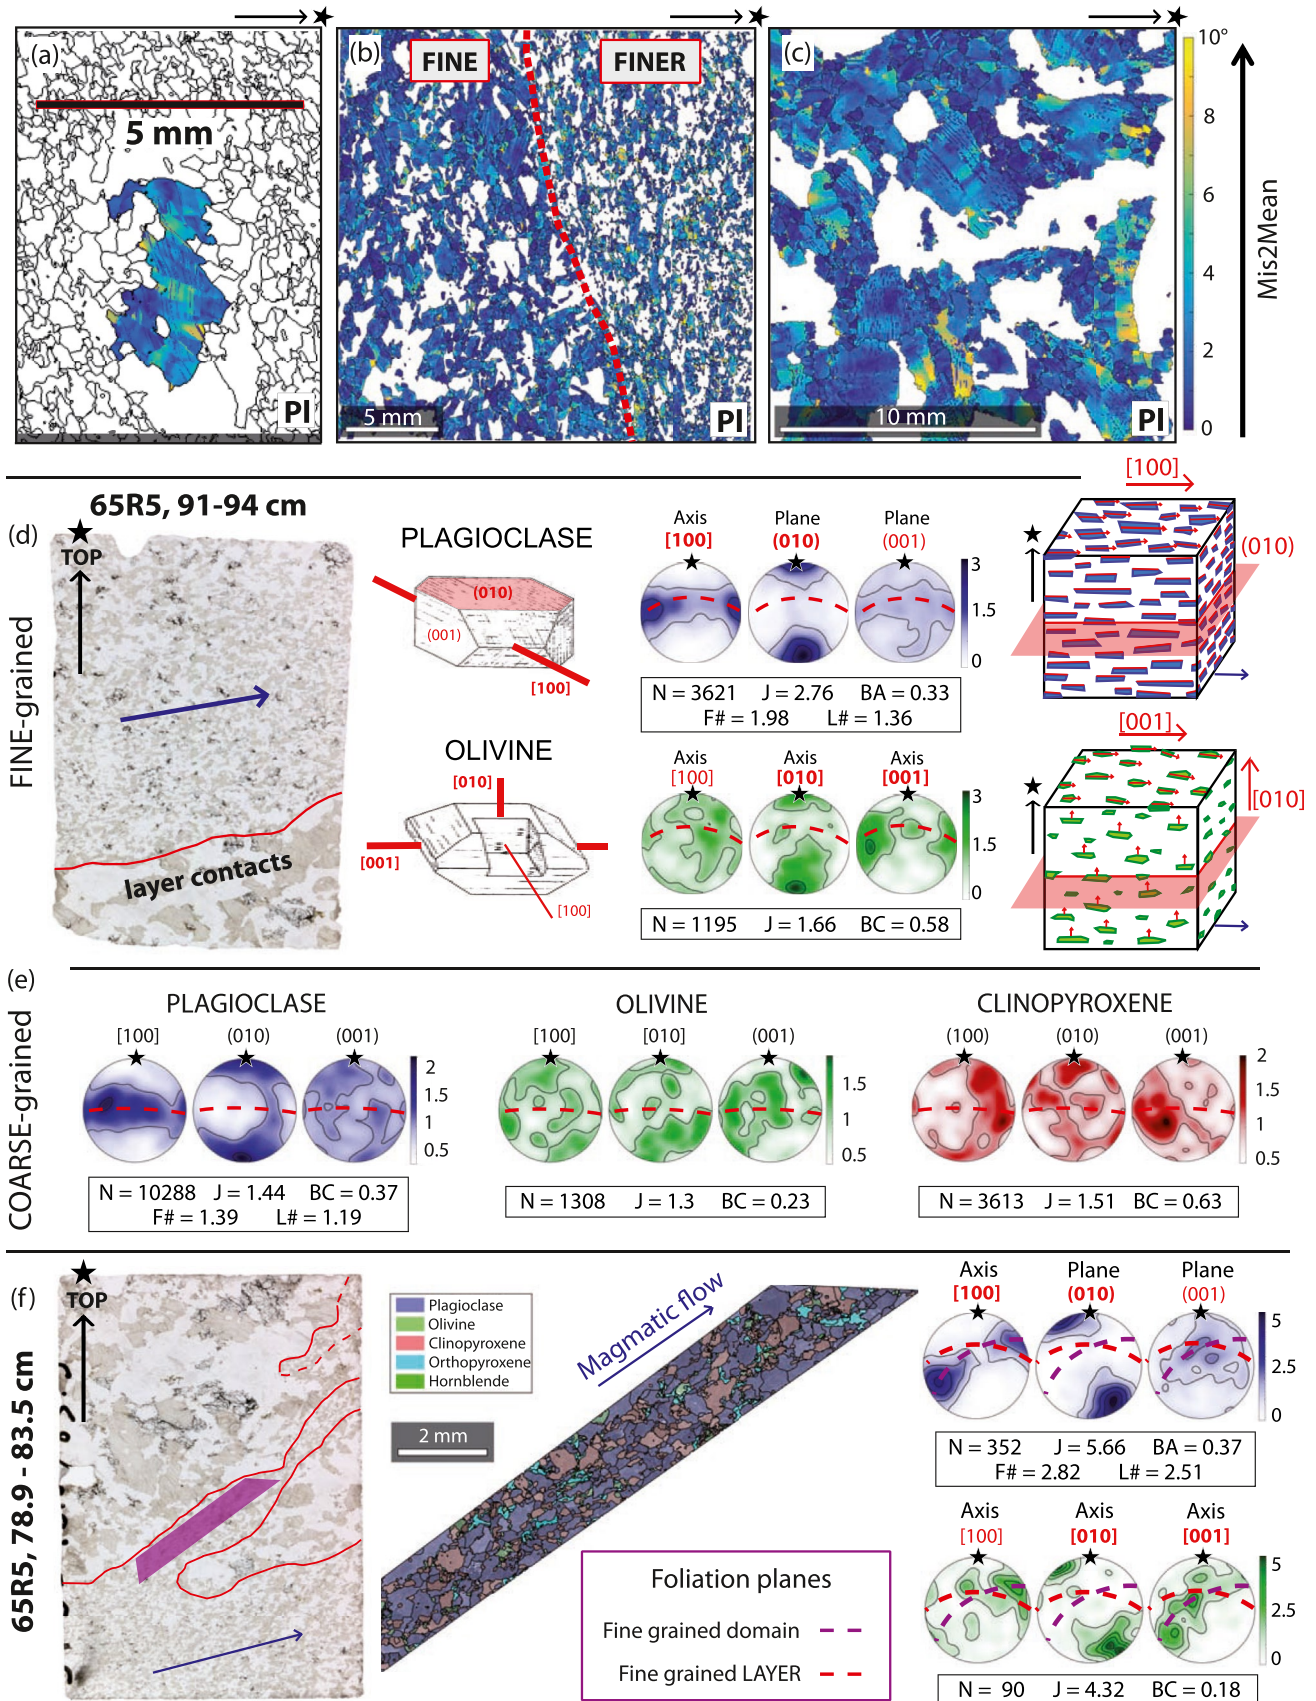 (a)
5 mm
Pl
(b)
FINE
FINER
5 mm
Pl
(c)
10 mm
Pl
10°
8
6
4
2
0
Mis2Mean
(d)
FINE-grained
65R5, 91-94 cm
TOP
layer contacts
PLAGIOCLASE
(010)
(001)
[100]
Axis
[100]
Plane
(010)
Plane
(001)
3
1.5
0
N = 3621 J = 2.76 BA = 0.33
F# = 1.98 L# = 1.36
[100]
(010)
OLIVINE
[010]
[001]
[100]
Axis
[100]
Axis
[010]
Axis
[001]
3
1.5
0
N = 1195 J = 1.66 BC = 0.58
[001]
[010]
(e)
COARSE-grained
PLAGIOCLASE
[100] (010) (001)
2
1.5
1
0.5
N = 10288 J = 1.44 BC = 0.37
F# = 1.39 L# = 1.19
OLIVINE
[100] [010] (001)
1.5
1
0.5
N = 1308 J = 1.3 BC = 0.23
CLINOPYROXENE
(100) (010) (001)
2
1.5
1
0.5
N = 3613 J = 1.51 BC = 0.63
(f)
65R5, 78.9 - 83.5 cm
TOP
Plagioclase
Olivine
Clinopyroxene
Orthopyroxene
Hornblende
2 mm
Magmatic flow
Axis
[100]
Plane
(010)
Plane
(001)
5
2.5
0
N = 352 J = 5.66 BA = 0.37
F# = 2.82 L# = 2.51
Axis
[100]
Axis
[010]
Axis
[001]
5
2.5
0
N = 90 J = 4.32 BC = 0.18
Foliation planes
Fine grained domain
Fine grained LAYER